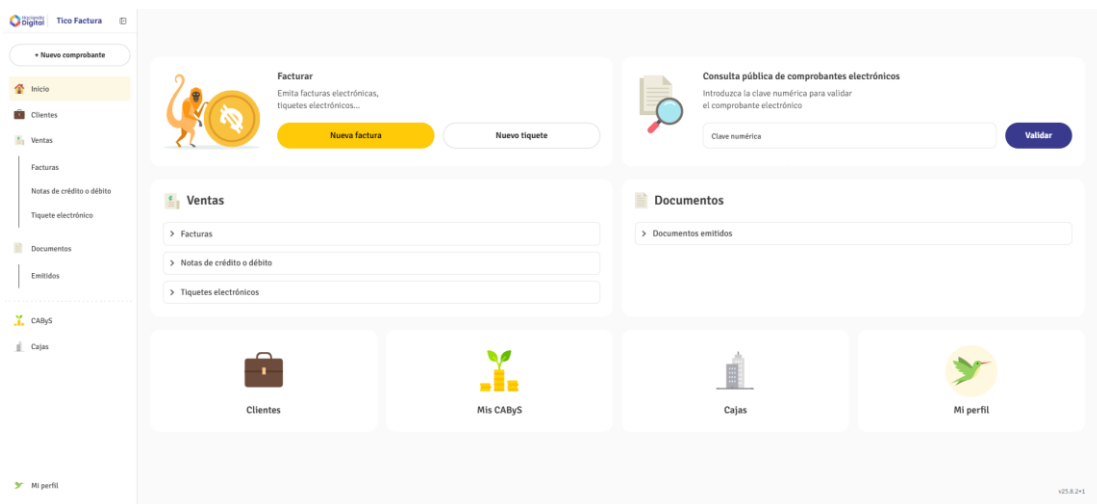 Hacienda
Digital
Tico Factura
+ Nuevo comprobante
Inicio
Clientes
Ventas
Facturas
Notas de crédito o débito
Tiquete electrónico
Documentos
Emitidos
CAByS
Cajas
Mi perfil
Facturar
Emita facturas electrónicas,
tiquetes electrónicos...
Nueva factura
Nuevo tiquete
Consulta pública de comprobantes electrónicos
Introduzca la clave numérica para validar
el comprobante electrónico
Clave numérica
Validar
Ventas
Facturas
Notas de crédito o débito
Tiquetes electrónicos
Documentos
Documentos emitidos
Clientes
Mis CAByS
Cajas
Mi perfil
v25.8.2+1